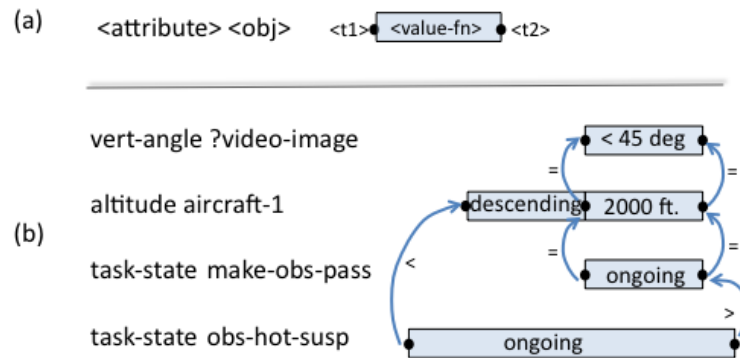 (a) <attribute> <obj> <t1> <value-fn> <t2>
vert-angle ?video-image < 45 deg
= =
altitude aircraft-1 descending 2000 ft.
(b)
< = =
task-state make-obs-pass ongoing
>
task-state obs-hot-susp ongoing